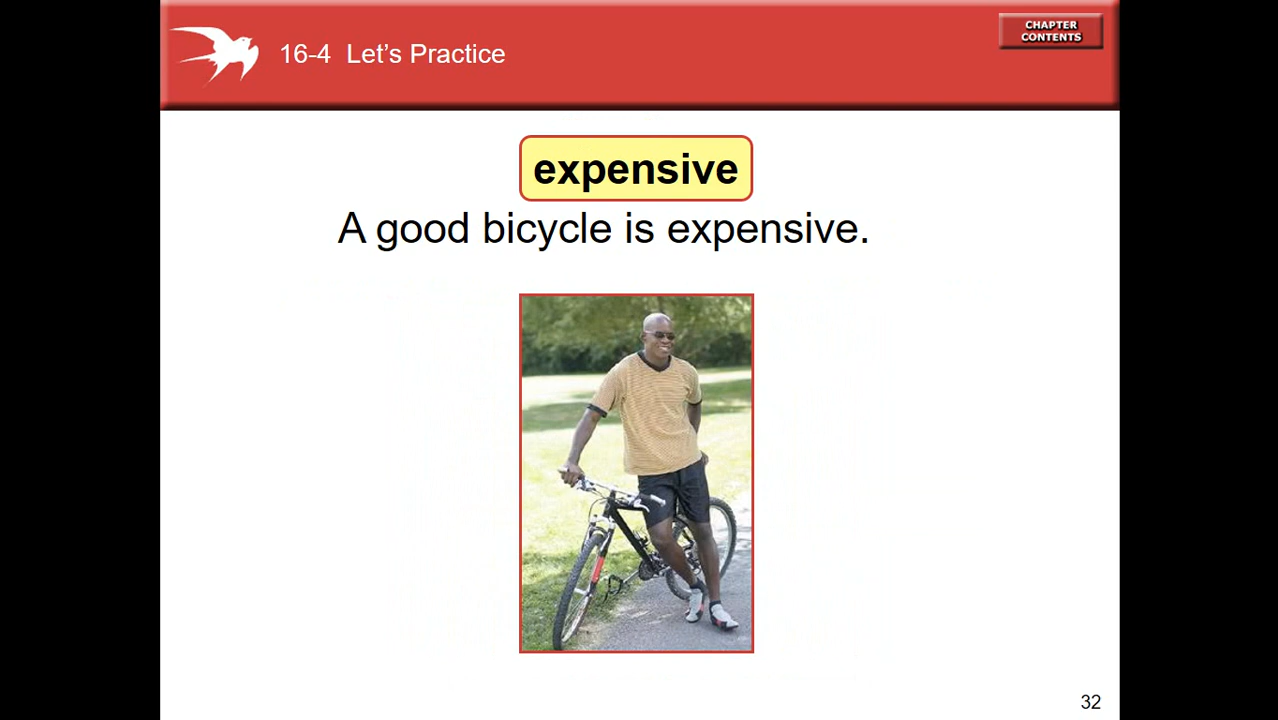 16-4 Let’s Practice
CHAPTER
CONTENTS
expensive
A good bicycle is expensive.
32